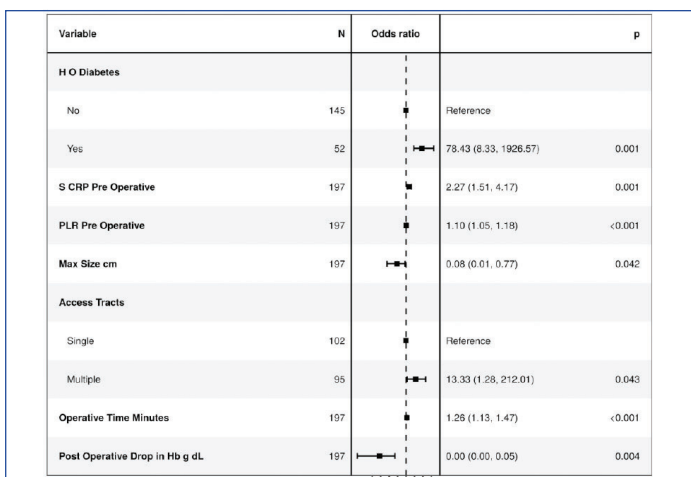 Variable N Odds ratio p
H O Diabetes
No 145 Reference
Yes 52 78.43 (8.33, 1926.57) 0.001
S CRP Pre Operative 197 2.27 (1.51, 4.17) 0.001
PLR Pre Operative 197 1.10 (1.05, 1.18) <0.001
Max Size cm 197 0.08 (0.01, 0.77) 0.042
Access Tracts
Single 102 Reference
Multiple 95 13.33 (1.28, 212.01) 0.043
Operative Time Minutes 197 1.26 (1.13, 1.47) <0.001
Post Operative Drop in Hb g dL 197 0.00 (0.00, 0.05) 0.004